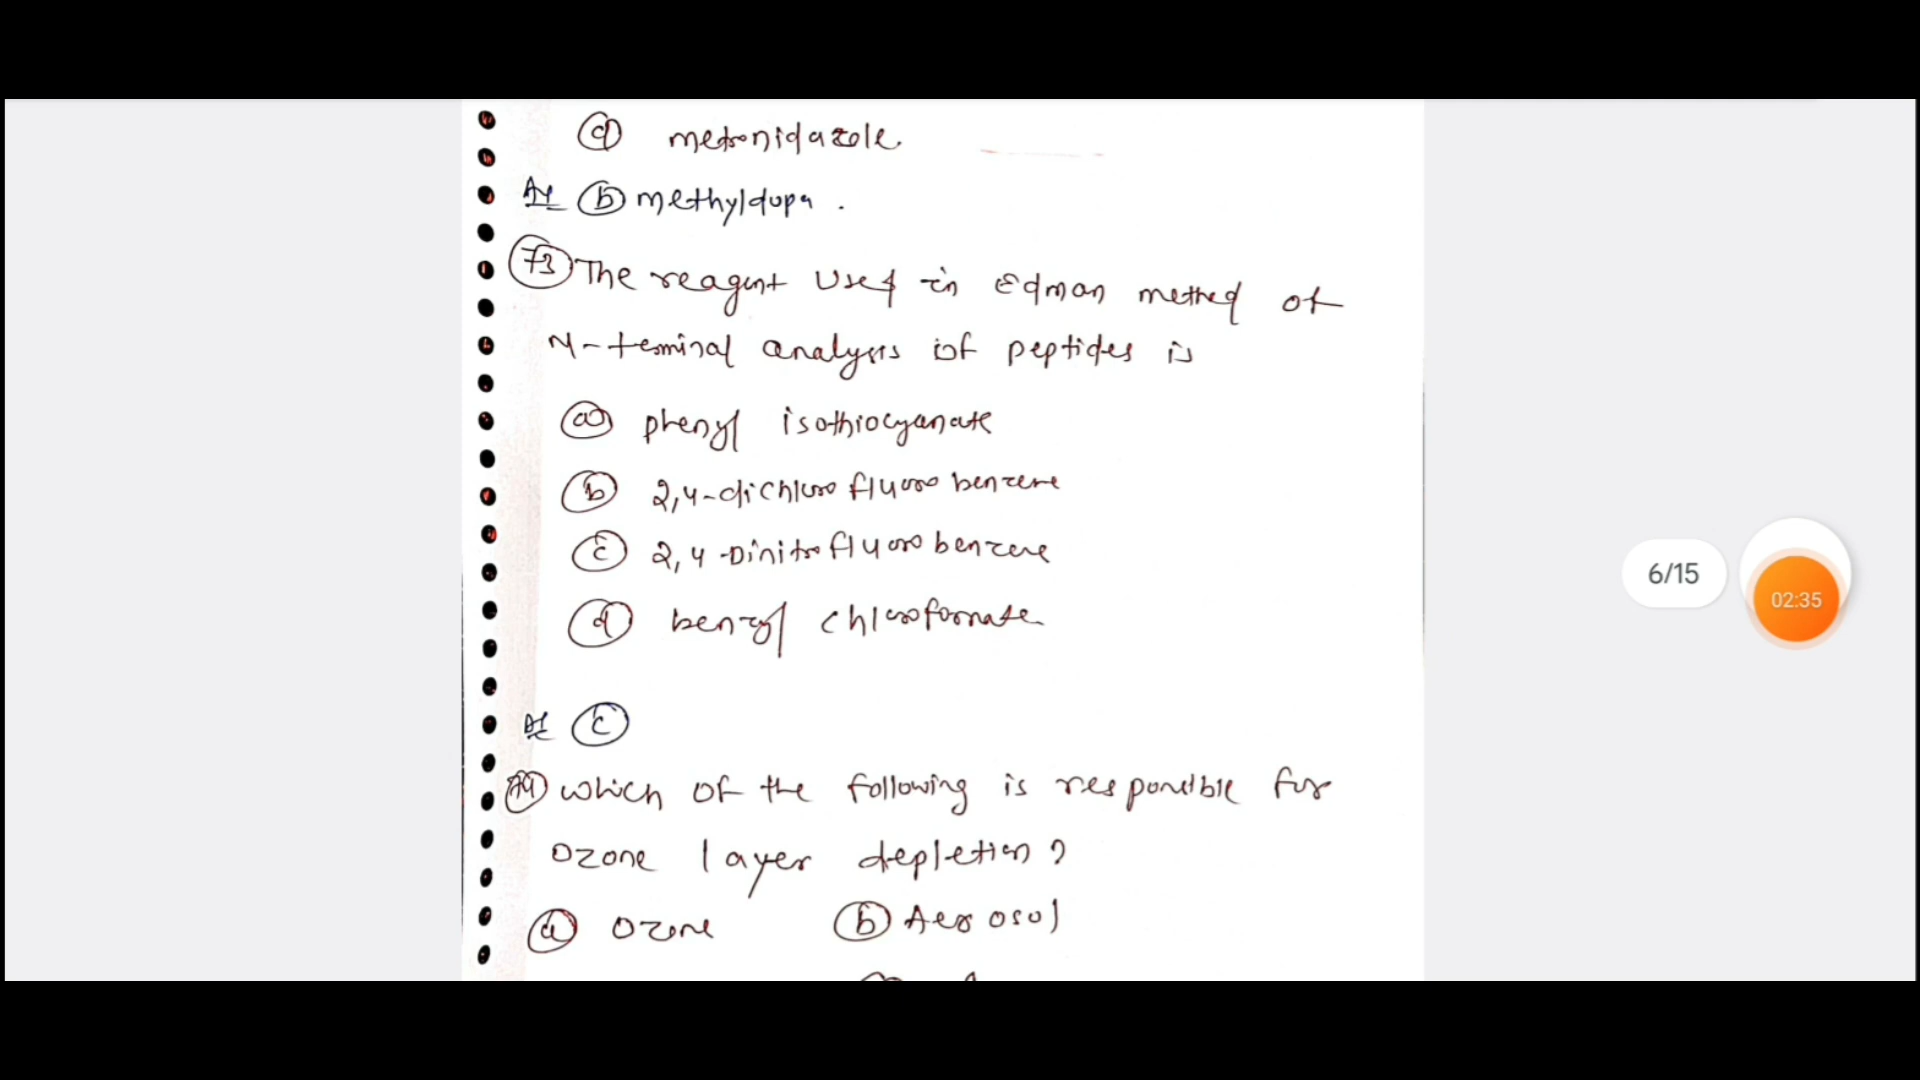 (d) metronidazole.
Ans (b) methyldopa.
(73) The reagent used in Edman method of
N-terminal analysis of peptides is
(a) phenyl isothiocyanate
(b) 2,4-dichloro fluoro benzene
(c) 2,4-Dinitro fluoro benzene
(d) benzyl chloroformate
(c)
(74) which of the following is responsible for
ozone layer depletion?
(a) ozone (b) Aerosol
6/15
02:35